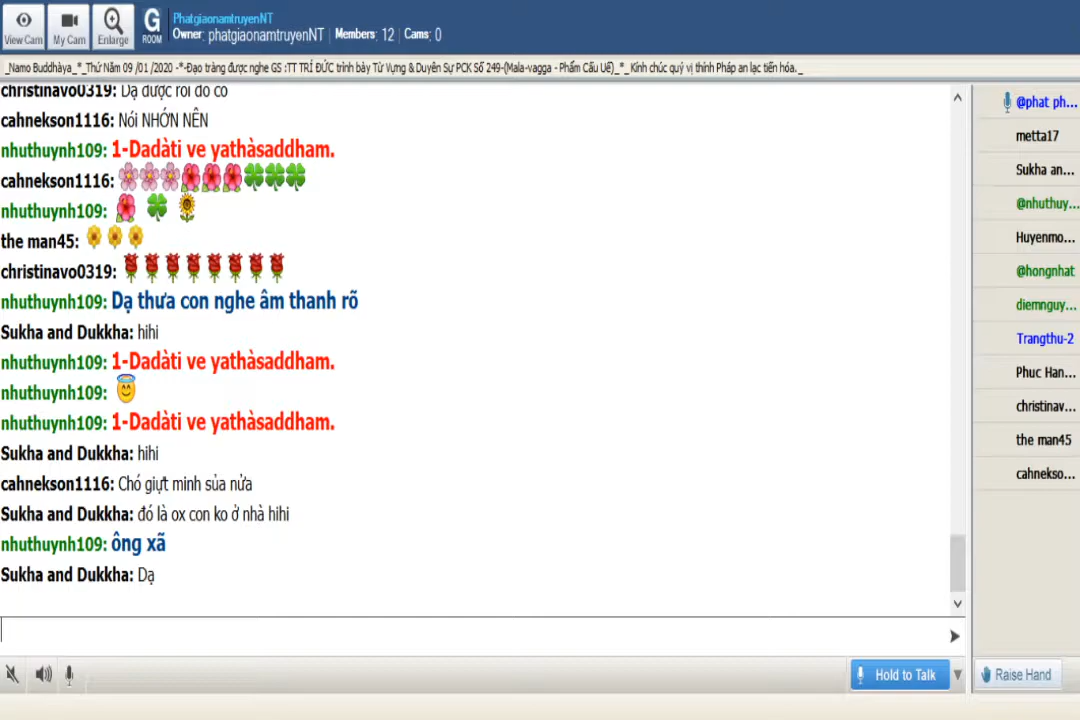 PhatgiaonamtruyenNT
Owner: phatgiaonamtruyenNT Members: 12 Cams: 0
View Cam
My Cam
Enlarge
G
ROOM
_Namo Buddhàya_*_Thứ Năm 09 /01 /2020 -*-Đạo tràng được nghe GS :TT TRÍ ĐỨC trình bày Từ Vựng & Duyên Sự PCK Số 249-(Mala-vagga - Phẩm Cấu Uế)_*_ Kính chúc quý vị thính Pháp an lạc tiến hóa._
christinavo0319: Dạ được rồi đó cô
cahnekson1116: Nói NHỚN NÊN
nhuthuynh109: 1-Dadàti ve yathàsaddham.
cahnekson1116:
nhuthuynh109:
the man45:
christinavo0319:
nhuthuynh109: Dạ thưa con nghe âm thanh rõ
Sukha and Dukkha: hihi
nhuthuynh109: 1-Dadàti ve yathàsaddham.
nhuthuynh109:
nhuthuynh109: 1-Dadàti ve yathàsaddham.
Sukha and Dukkha: hihi
cahnekson1116: Chó giựt minh sủa nửa
Sukha and Dukkha: đó là ox con ko ở nhà hihi
nhuthuynh109: ông xã
Sukha and Dukkha: Dạ
@phat ph...
metta17
Sukha an...
@nhuthuy...
Huyenmo...
@hongnhat
diemnguy...
Trangthu-2
Phuc Han...
christinav...
the man45
cahnekso...
Hold to Talk
Raise Hand